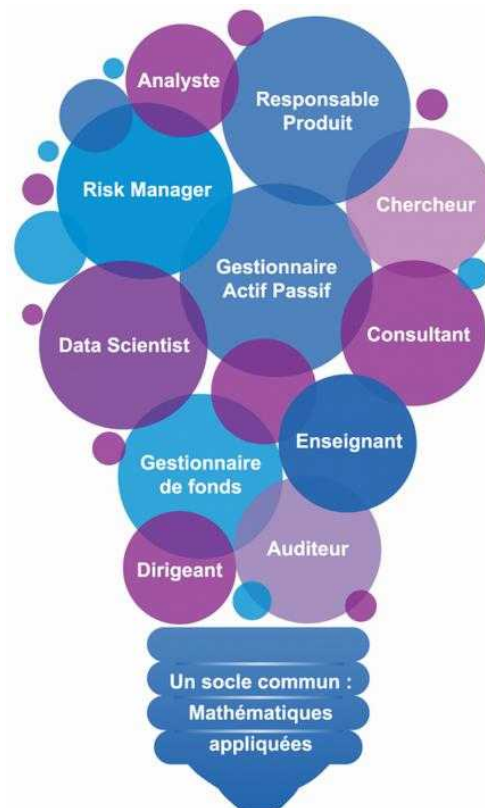 Analyste
Responsable
Produit
Risk Manager
Chercheur
Gestionnaire
Actif Passif
Consultant
Data Scientist
Enseignant
Gestionnaire
de fonds
Auditeur
Dirigeant
Un socle commun :
Mathématiques
appliquées